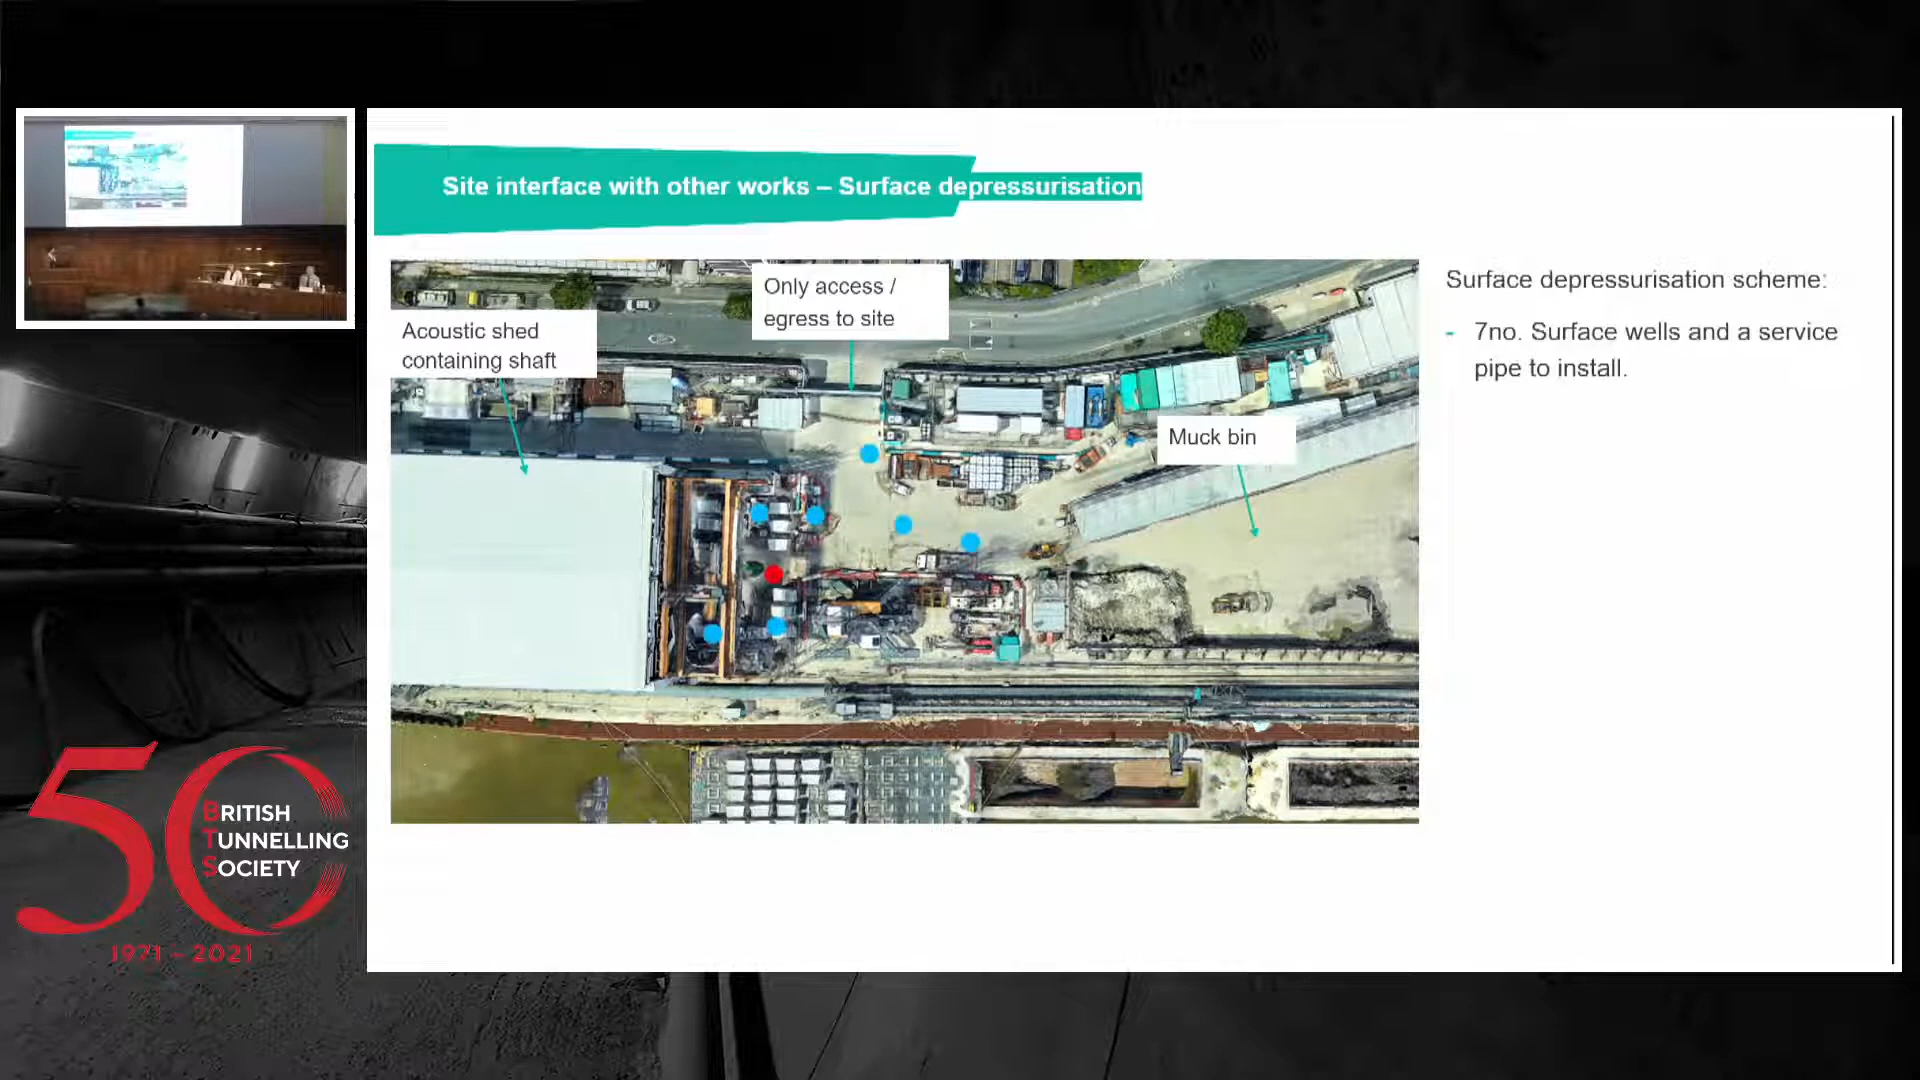 Site interface with other works – Surface depressurisation
Only access /
egress to site
Acoustic shed
containing shaft
Muck bin
Surface depressurisation scheme:
- 7no. Surface wells and a service
pipe to install.
50
BRITISH
TUNNELLING
SOCIETY
1971 - 2021